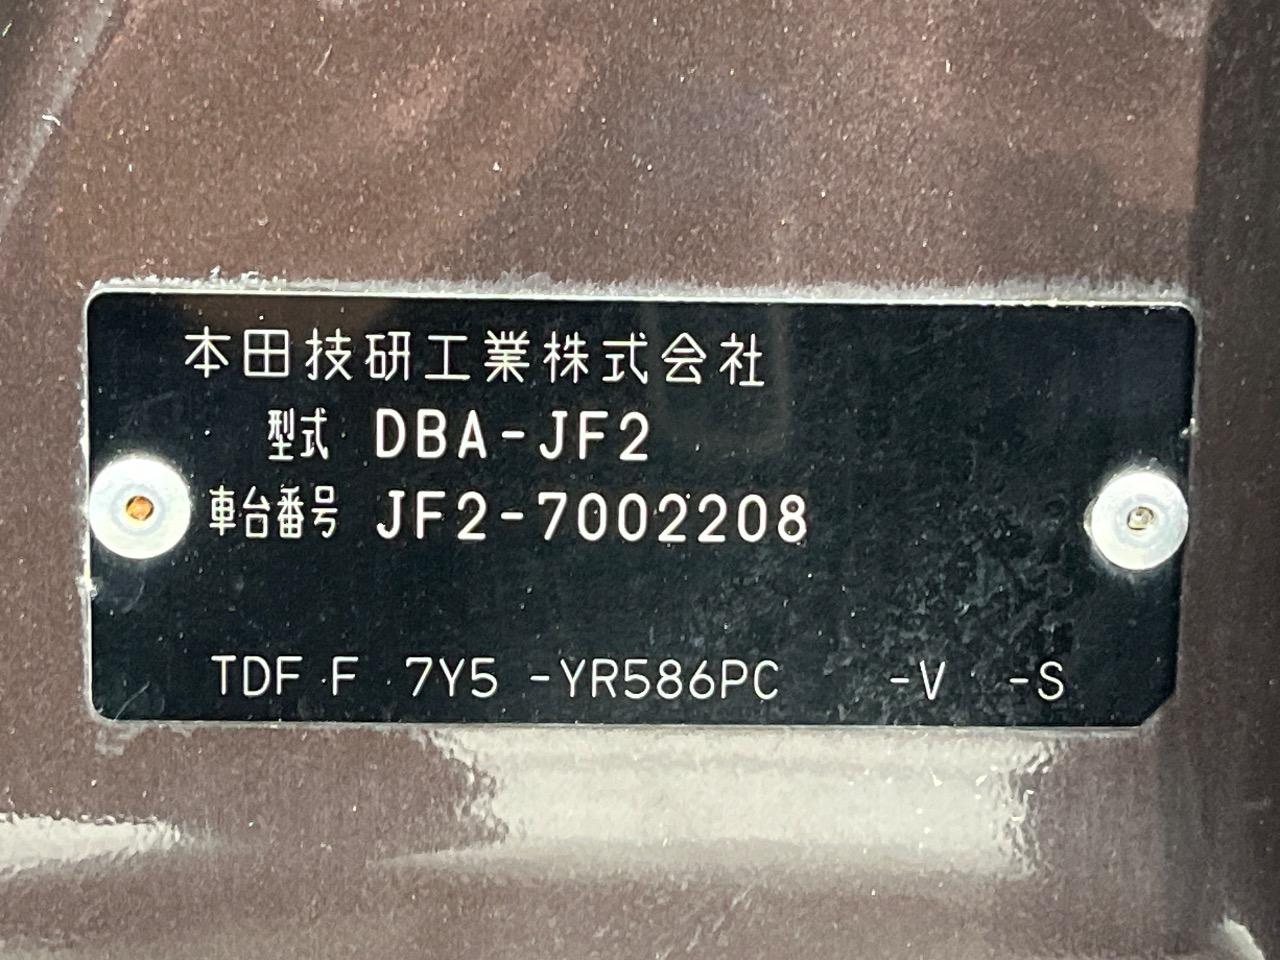 本田技研工業株式会社
型式 DBA-JF2
車台番号 JF2-7002208
TDF F 7Y5 -YR586PC -V -S